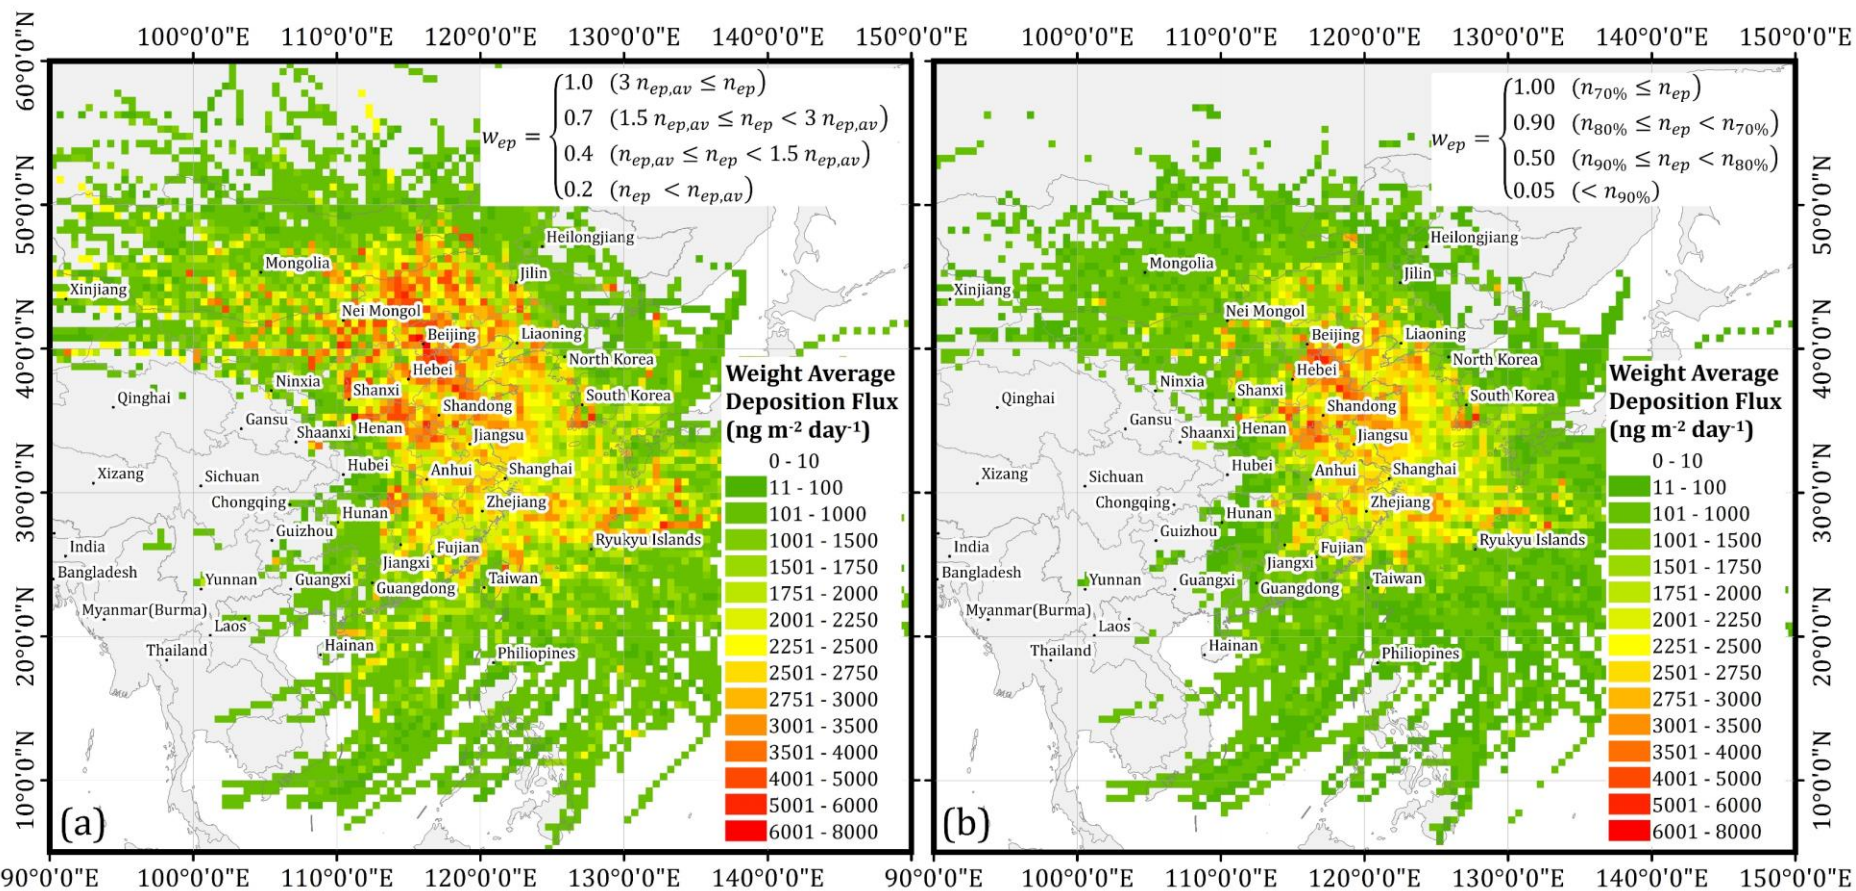 100°0'0"E 110°0'0"E 120°0'0"E 130°0'0"E 140°0'0"E 150°0'0"E 100°0'0"E 110°0'0"E 120°0'0"E 130°0'0"E 140°0'0"E 150°0'0"E
60°0'0"N
50°0'0"N
40°0'0"N
30°0'0"N
20°0'0"N
10°0'0"N
w_ep = { 1.0 (3 n_ep,av ≤ n_ep)
0.7 (1.5 n_ep,av ≤ n_ep < 3 n_ep,av)
0.4 (n_ep,av ≤ n_ep < 1.5 n_ep,av)
0.2 (n_ep < n_ep,av)
Heilongjiang
Mongolia
Jilin
Xinjiang
Nei Mongol
Beijing
Liaoning
North Korea
Hebei
Ninxia
Shanxi
Qinghai
South Korea
Shandong
Gansu
Shaanxi
Henan
Jiangsu
Hubei
Anhui
Shanghai
Xizang
Sichuan
Chongqing
Zhejiang
Hunan
Guizhou
Ryukyu Islands
India
Fujian
Jiangxi
Bangladesh
Yunnan
Guangxi
Guangdong
Taiwan
Myanmar(Burma)
Laos
Thailand
Hainan
Philiopines
Weight Average
Deposition Flux
(ng m⁻² day⁻¹)
0 - 10
11 - 100
101 - 1000
1001 - 1500
1501 - 1750
1751 - 2000
2001 - 2250
2251 - 2500
2501 - 2750
2751 - 3000
3001 - 3500
3501 - 4000
4001 - 5000
5001 - 6000
6001 - 8000
(a)
w_ep = { 1.00 (n_70% ≤ n_ep)
0.90 (n_80% ≤ n_ep < n_70%)
0.50 (n_90% ≤ n_ep < n_80%)
0.05 (< n_90%)
Heilongjiang
Mongolia
Jilin
Xinjiang
Nei Mongol
Beijing
Liaoning
North Korea
Hebei
Ninxia
Shanxi
Qinghai
South Korea
Shandong
Gansu
Shaanxi
Henan
Jiangsu
Hubei
Anhui
Shanghai
Xizang
Sichuan
Chongqing
Zhejiang
Hunan
Guizhou
Ryukyu Islands
India
Fujian
Jiangxi
Bangladesh
Yunnan
Guangxi
Guangdong
Taiwan
Myanmar(Burma)
Laos
Thailand
Hainan
Philiopines
Weight Average
Deposition Flux
(ng m⁻² day⁻¹)
0 - 10
11 - 100
101 - 1000
1001 - 1500
1501 - 1750
1751 - 2000
2001 - 2250
2251 - 2500
2501 - 2750
2751 - 3000
3001 - 3500
3501 - 4000
4001 - 5000
5001 - 6000
6001 - 8000
(b)
50°0'0"N
40°0'0"N
30°0'0"N
20°0'0"N
10°0'0"N
90°0'0"E 100°0'0"E 110°0'0"E 120°0'0"E 130°0'0"E 140°0'0"E 90°0'0"E 100°0'0"E 110°0'0"E 120°0'0"E 130°0'0"E 140°0'0"E 150°0'0"E